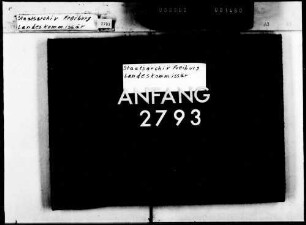 Staatsarchiv Freiburg
Landeskommissär
Staatsarchiv Freiburg
Landeskommissär
ANFANG
2793